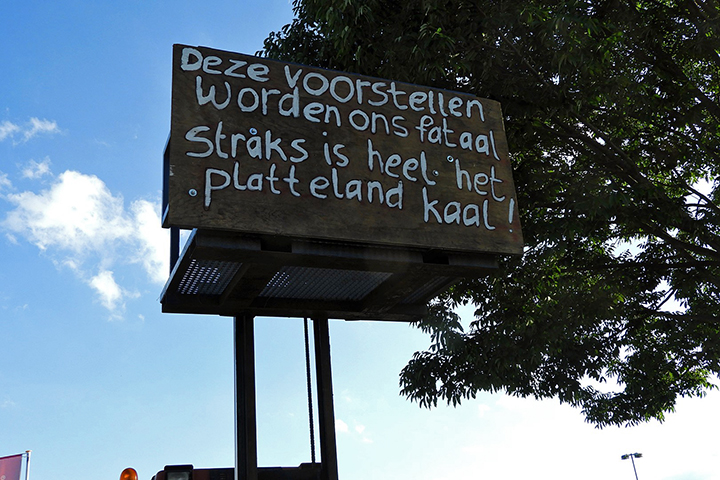 Deze voorstellen
Worden ons fataal
Straks is heel het
platteland kaal!